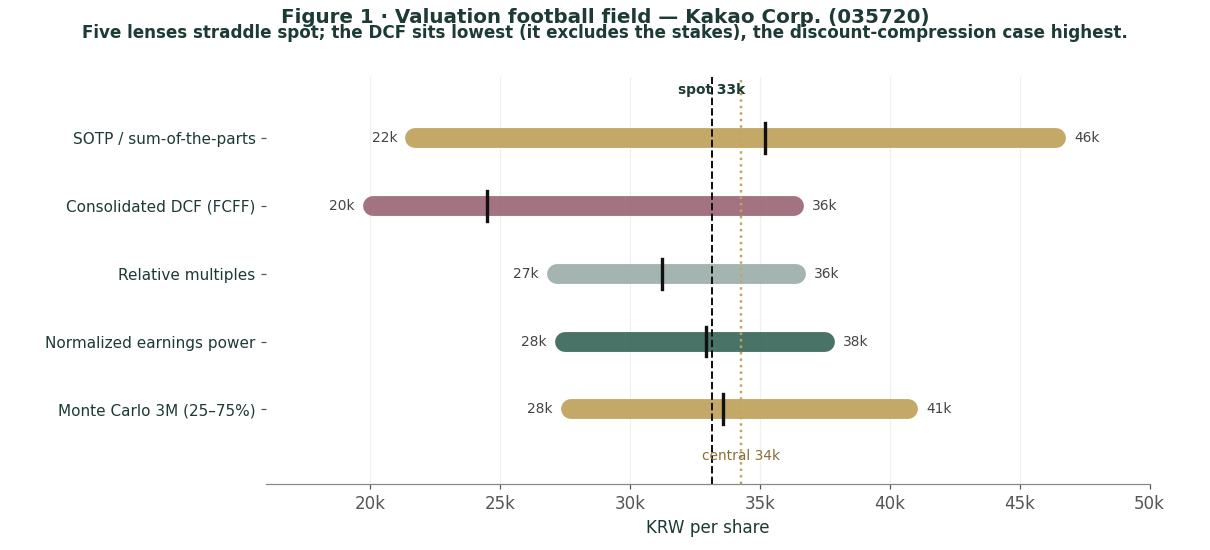 Figure 1 · Valuation football field — Kakao Corp. (035720)
Five lenses straddle spot; the DCF sits lowest (it excludes the stakes), the discount-compression case highest.
spot 33k
SOTP / sum-of-the-parts 22k 46k
Consolidated DCF (FCFF) 20k 36k
Relative multiples 27k 36k
Normalized earnings power 28k 38k
Monte Carlo 3M (25–75%) 28k 41k
central 34k
20k 25k 30k 35k 40k 45k 50k
KRW per share